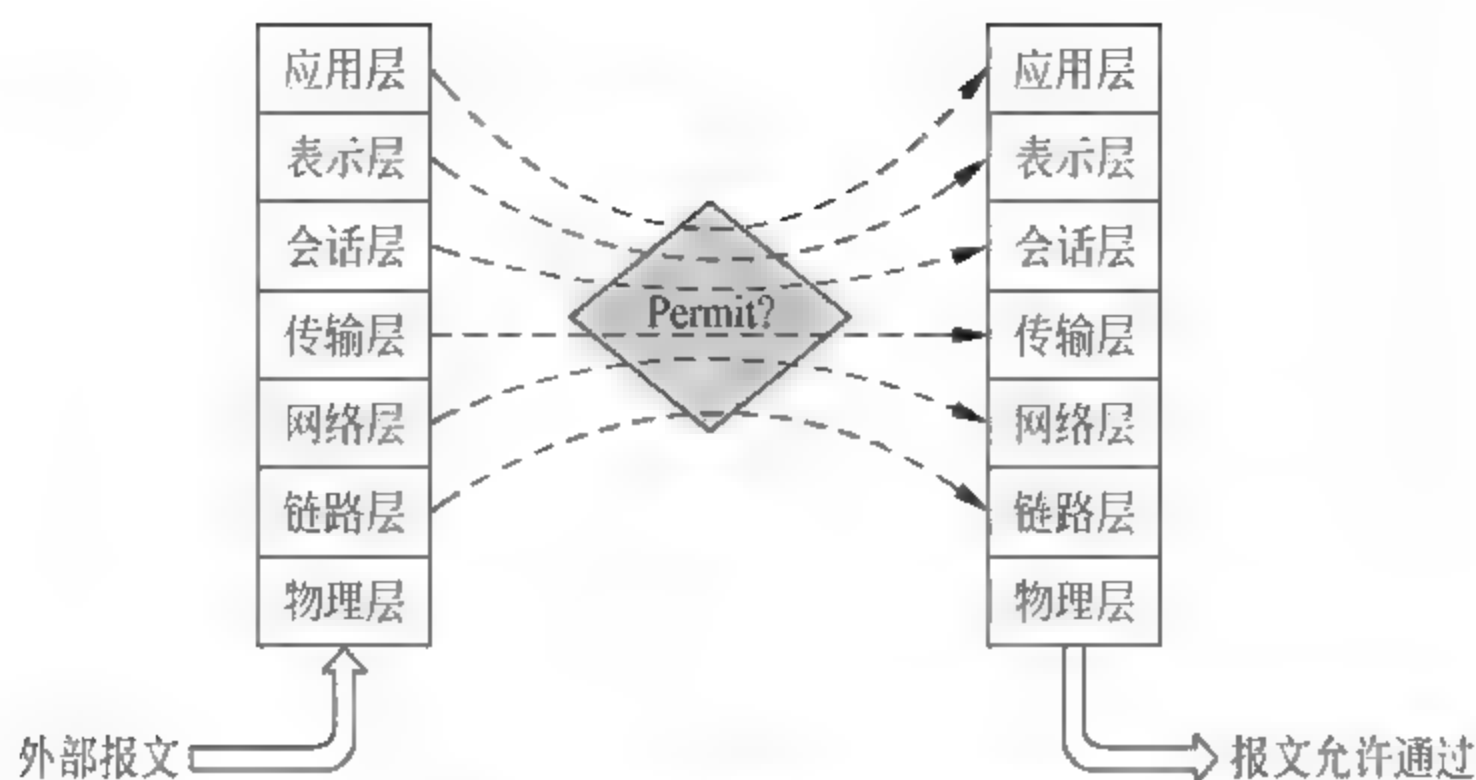 应用层
表示层
会话层
传输层
网络层
链路层
物理层
Permit?
应用层
表示层
会话层
传输层
网络层
链路层
物理层
外部报文
报文允许通过